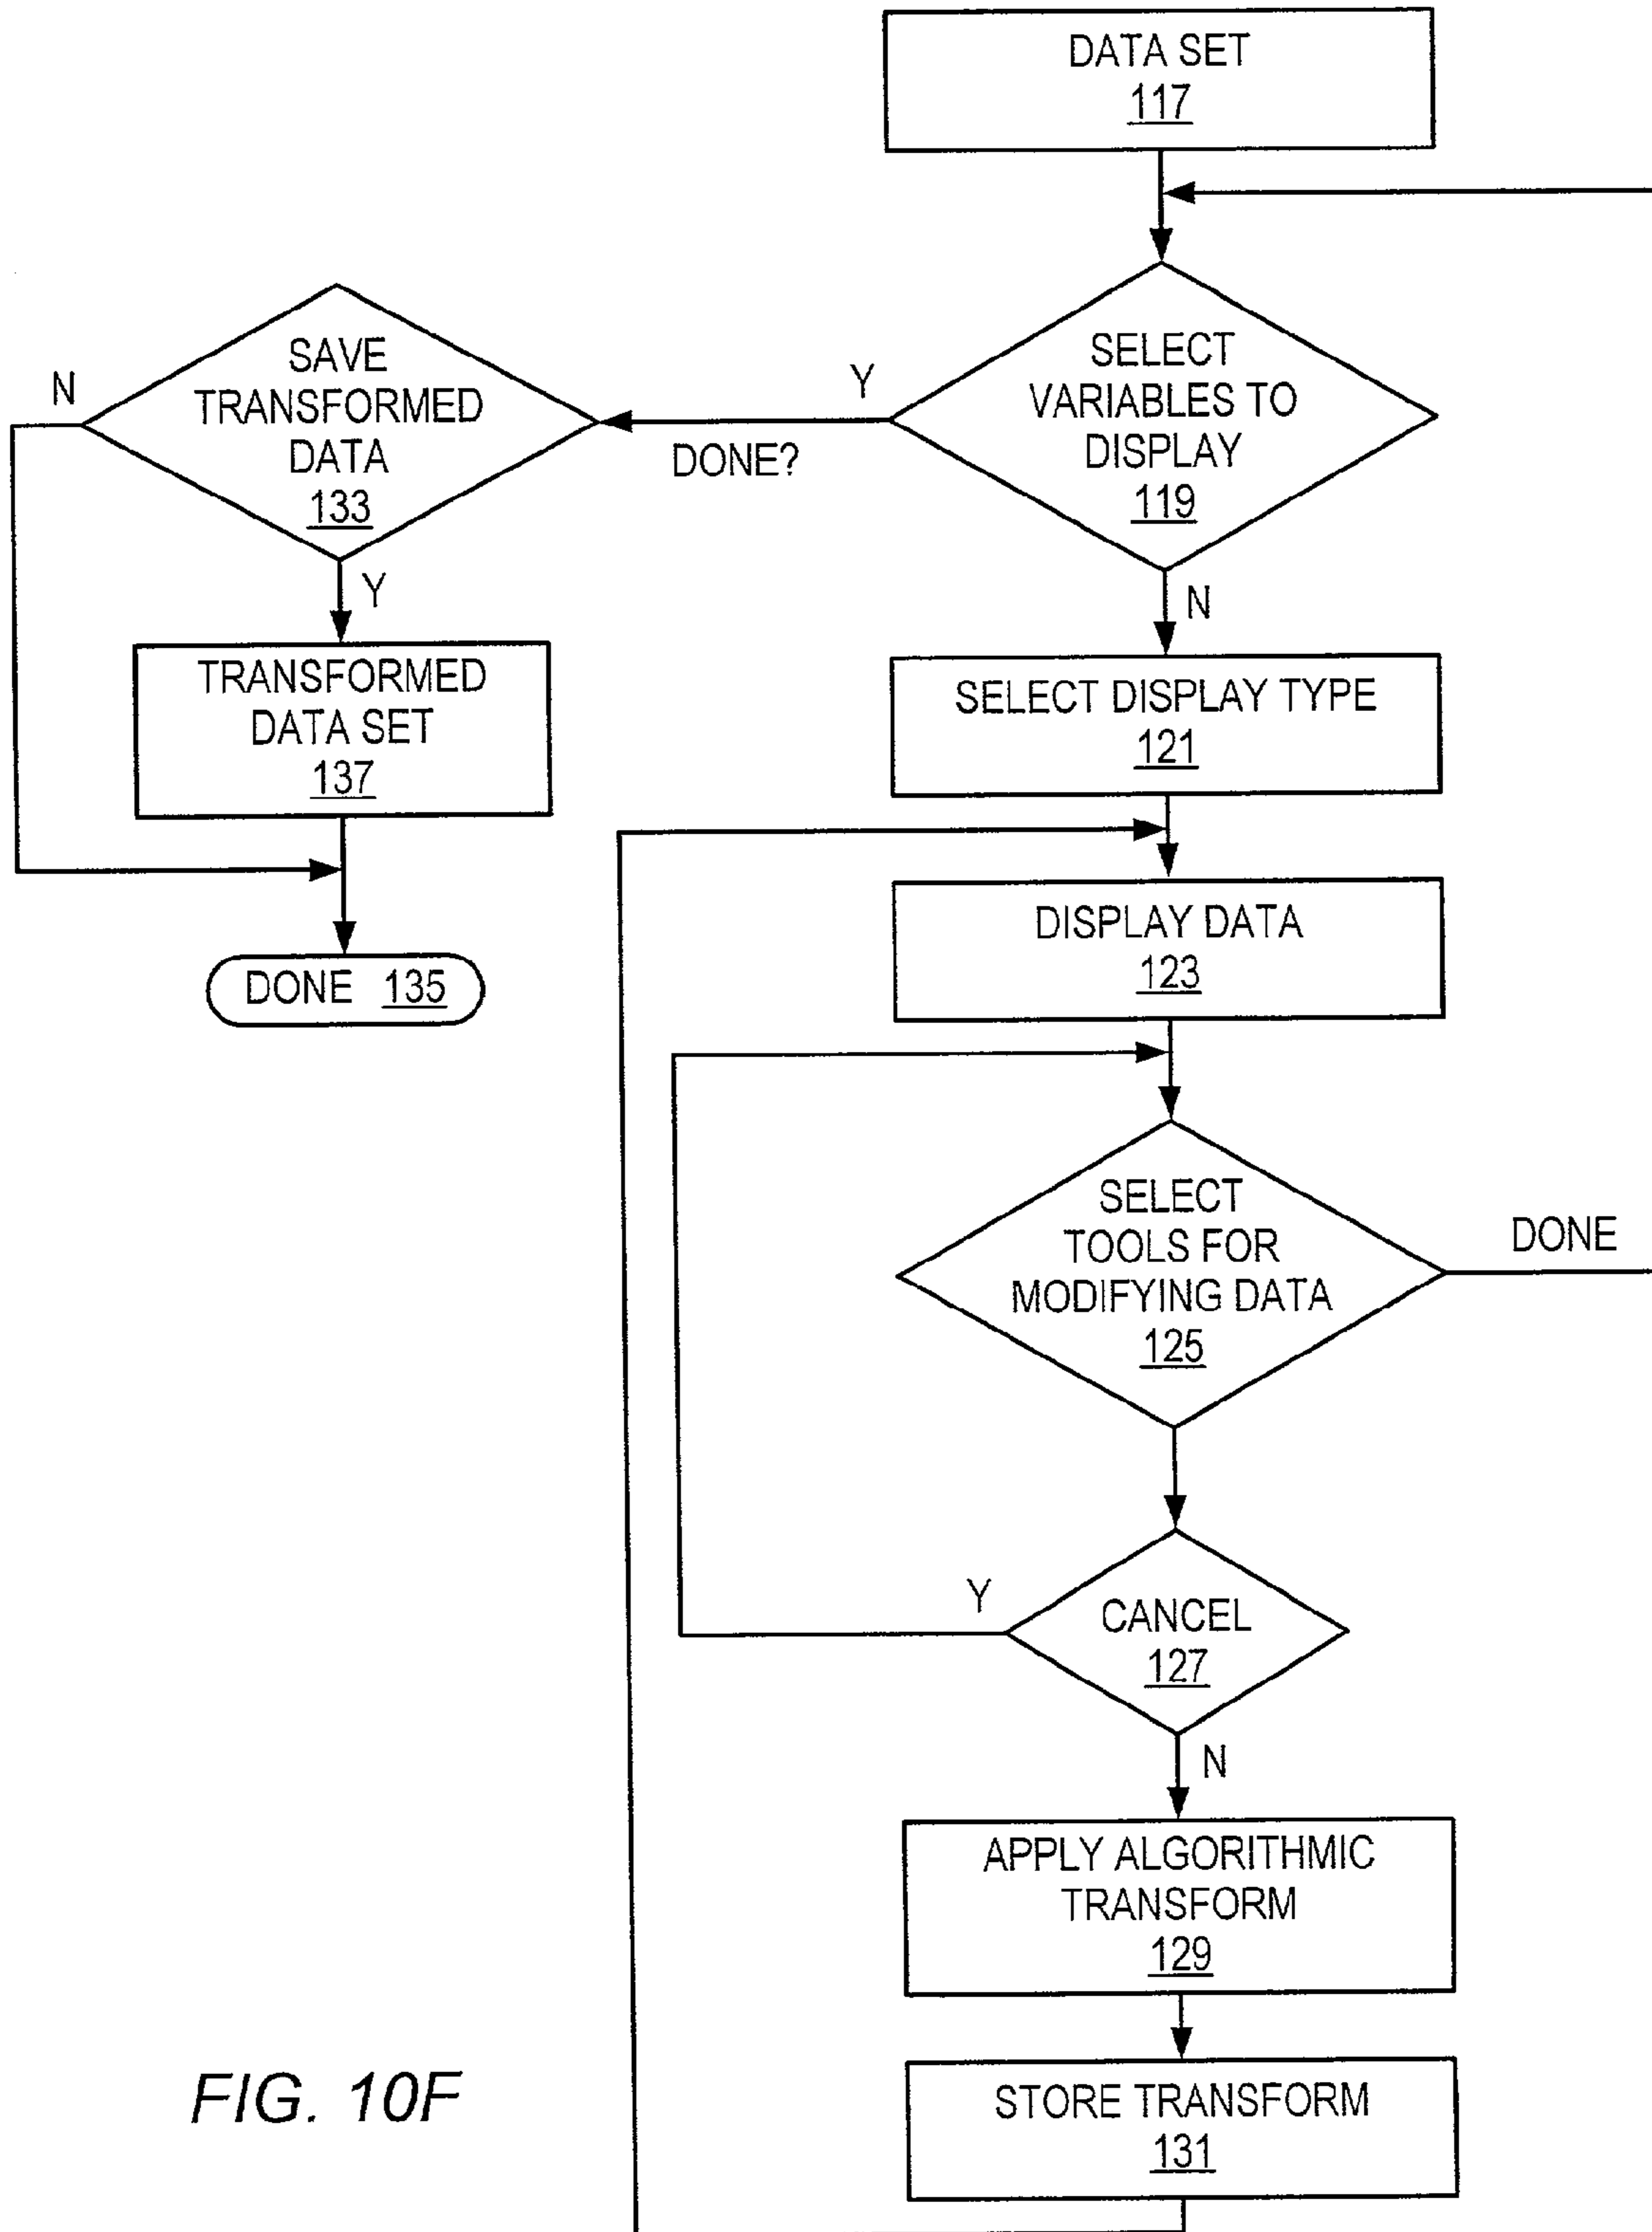 DATA SET
117
SELECT
VARIABLES TO
DISPLAY
119
Y
DONE?
N
SAVE
TRANSFORMED
DATA
133
N
Y
TRANSFORMED
DATA SET
137
DONE 135
SELECT DISPLAY TYPE
121
DISPLAY DATA
123
SELECT
TOOLS FOR
MODIFYING DATA
125
DONE
CANCEL
127
Y
N
APPLY ALGORITHMIC
TRANSFORM
129
STORE TRANSFORM
131
FIG. 10F